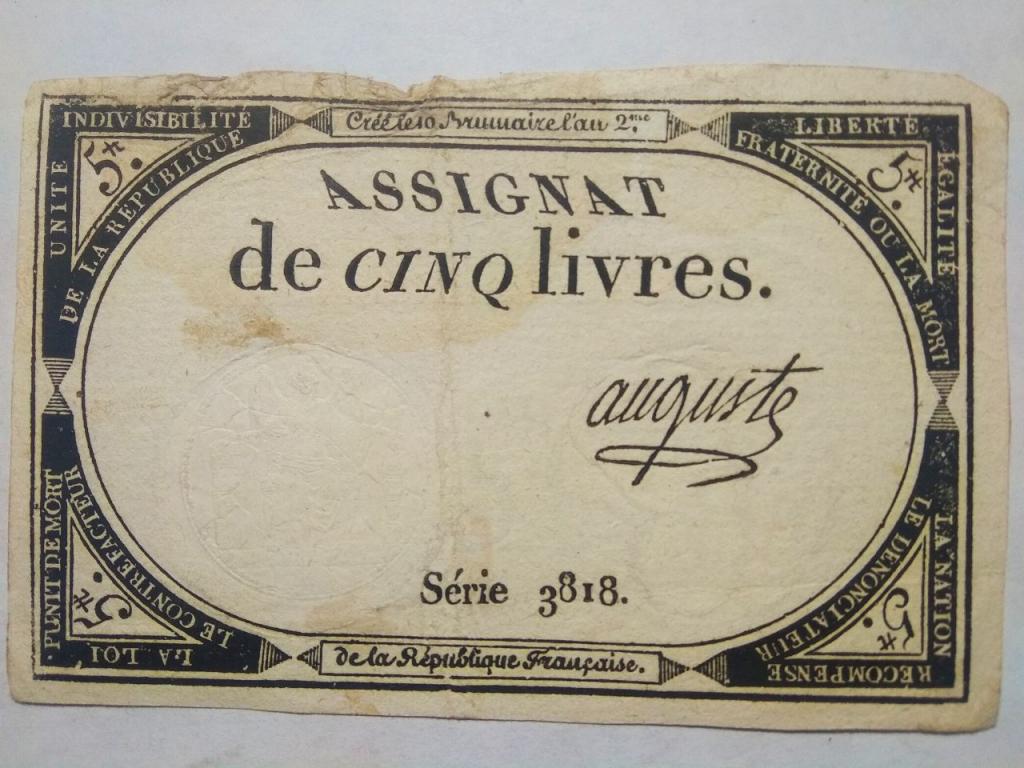 UNITÉ INDIVISIBILITÉ
DE LA RÉPUBLIQUE
5₶.
Créé le 10 Brumaire l'an 2.me
LIBERTÉ ÉGALITÉ
FRATERNITÉ OU LA MORT
5₶.
ASSIGNAT
de CINQ livres.
auguste
Série 3818.
LA LOI PUNIT DE MORT
LE CONTREFACTEUR
5₶.
de la République Française.
LA NATION RÉCOMPENSE
LE DÉNONCIATEUR
5₶.